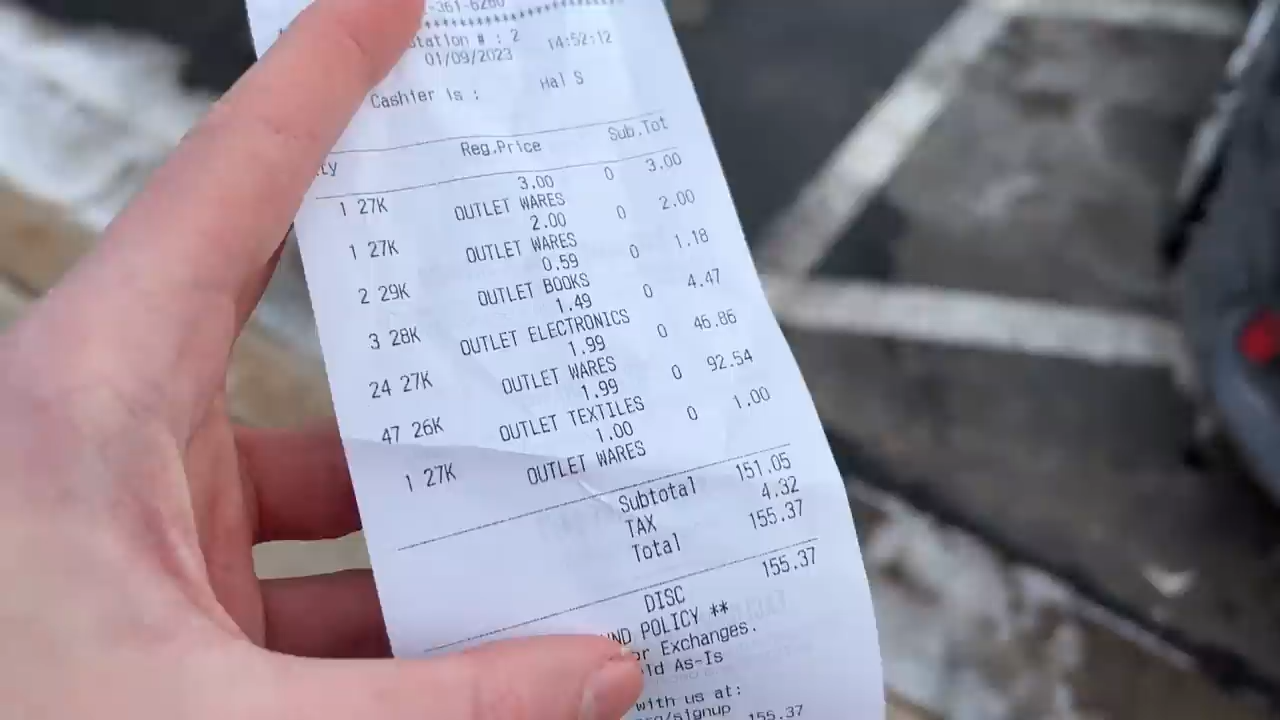 -361-6260
************************
Station # : 2 14:52:12
01/09/2023
Cashier is : Hal S
ty Reg.Price Sub.Tot
3.00 0 3.00
1 27K OUTLET WARES
2.00 0 2.00
1 27K OUTLET WARES
0.59 0 1.18
2 29K OUTLET BOOKS
1.49 0 4.47
3 28K OUTLET ELECTRONICS
1.99 0 46.86
24 27K OUTLET WARES
1.99 0 92.54
47 26K OUTLET TEXTILES
1.00 0 1.00
1 27K OUTLET WARES
Subtotal 151.05
TAX 4.32
Total 155.37
DISC 155.37
UND POLICY **
or Exchanges.
ld As-Is
with us at:
/signup
155.37